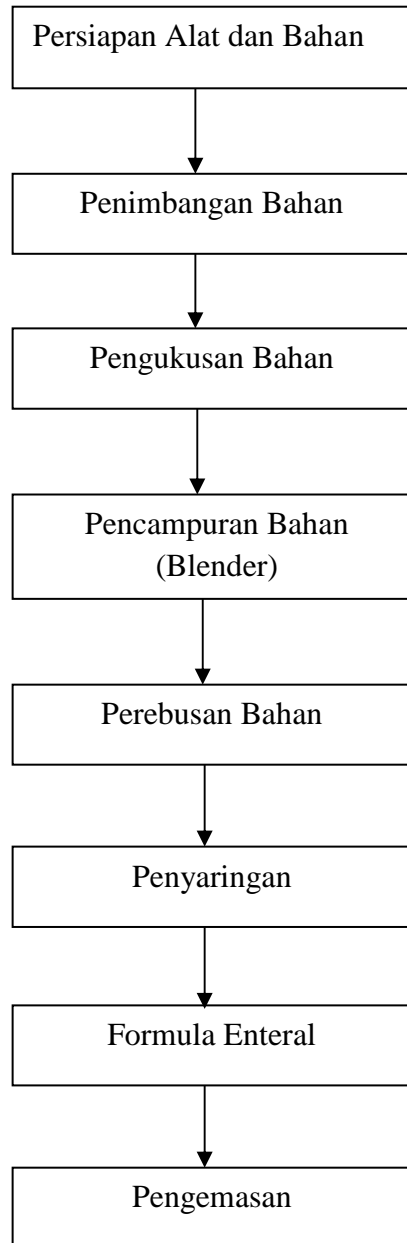 Persiapan Alat dan Bahan
Penimbangan Bahan
Pengukusan Bahan
Pencampuran Bahan
(Blender)
Perebusan Bahan
Penyaringan
Formula Enteral
Pengemasan